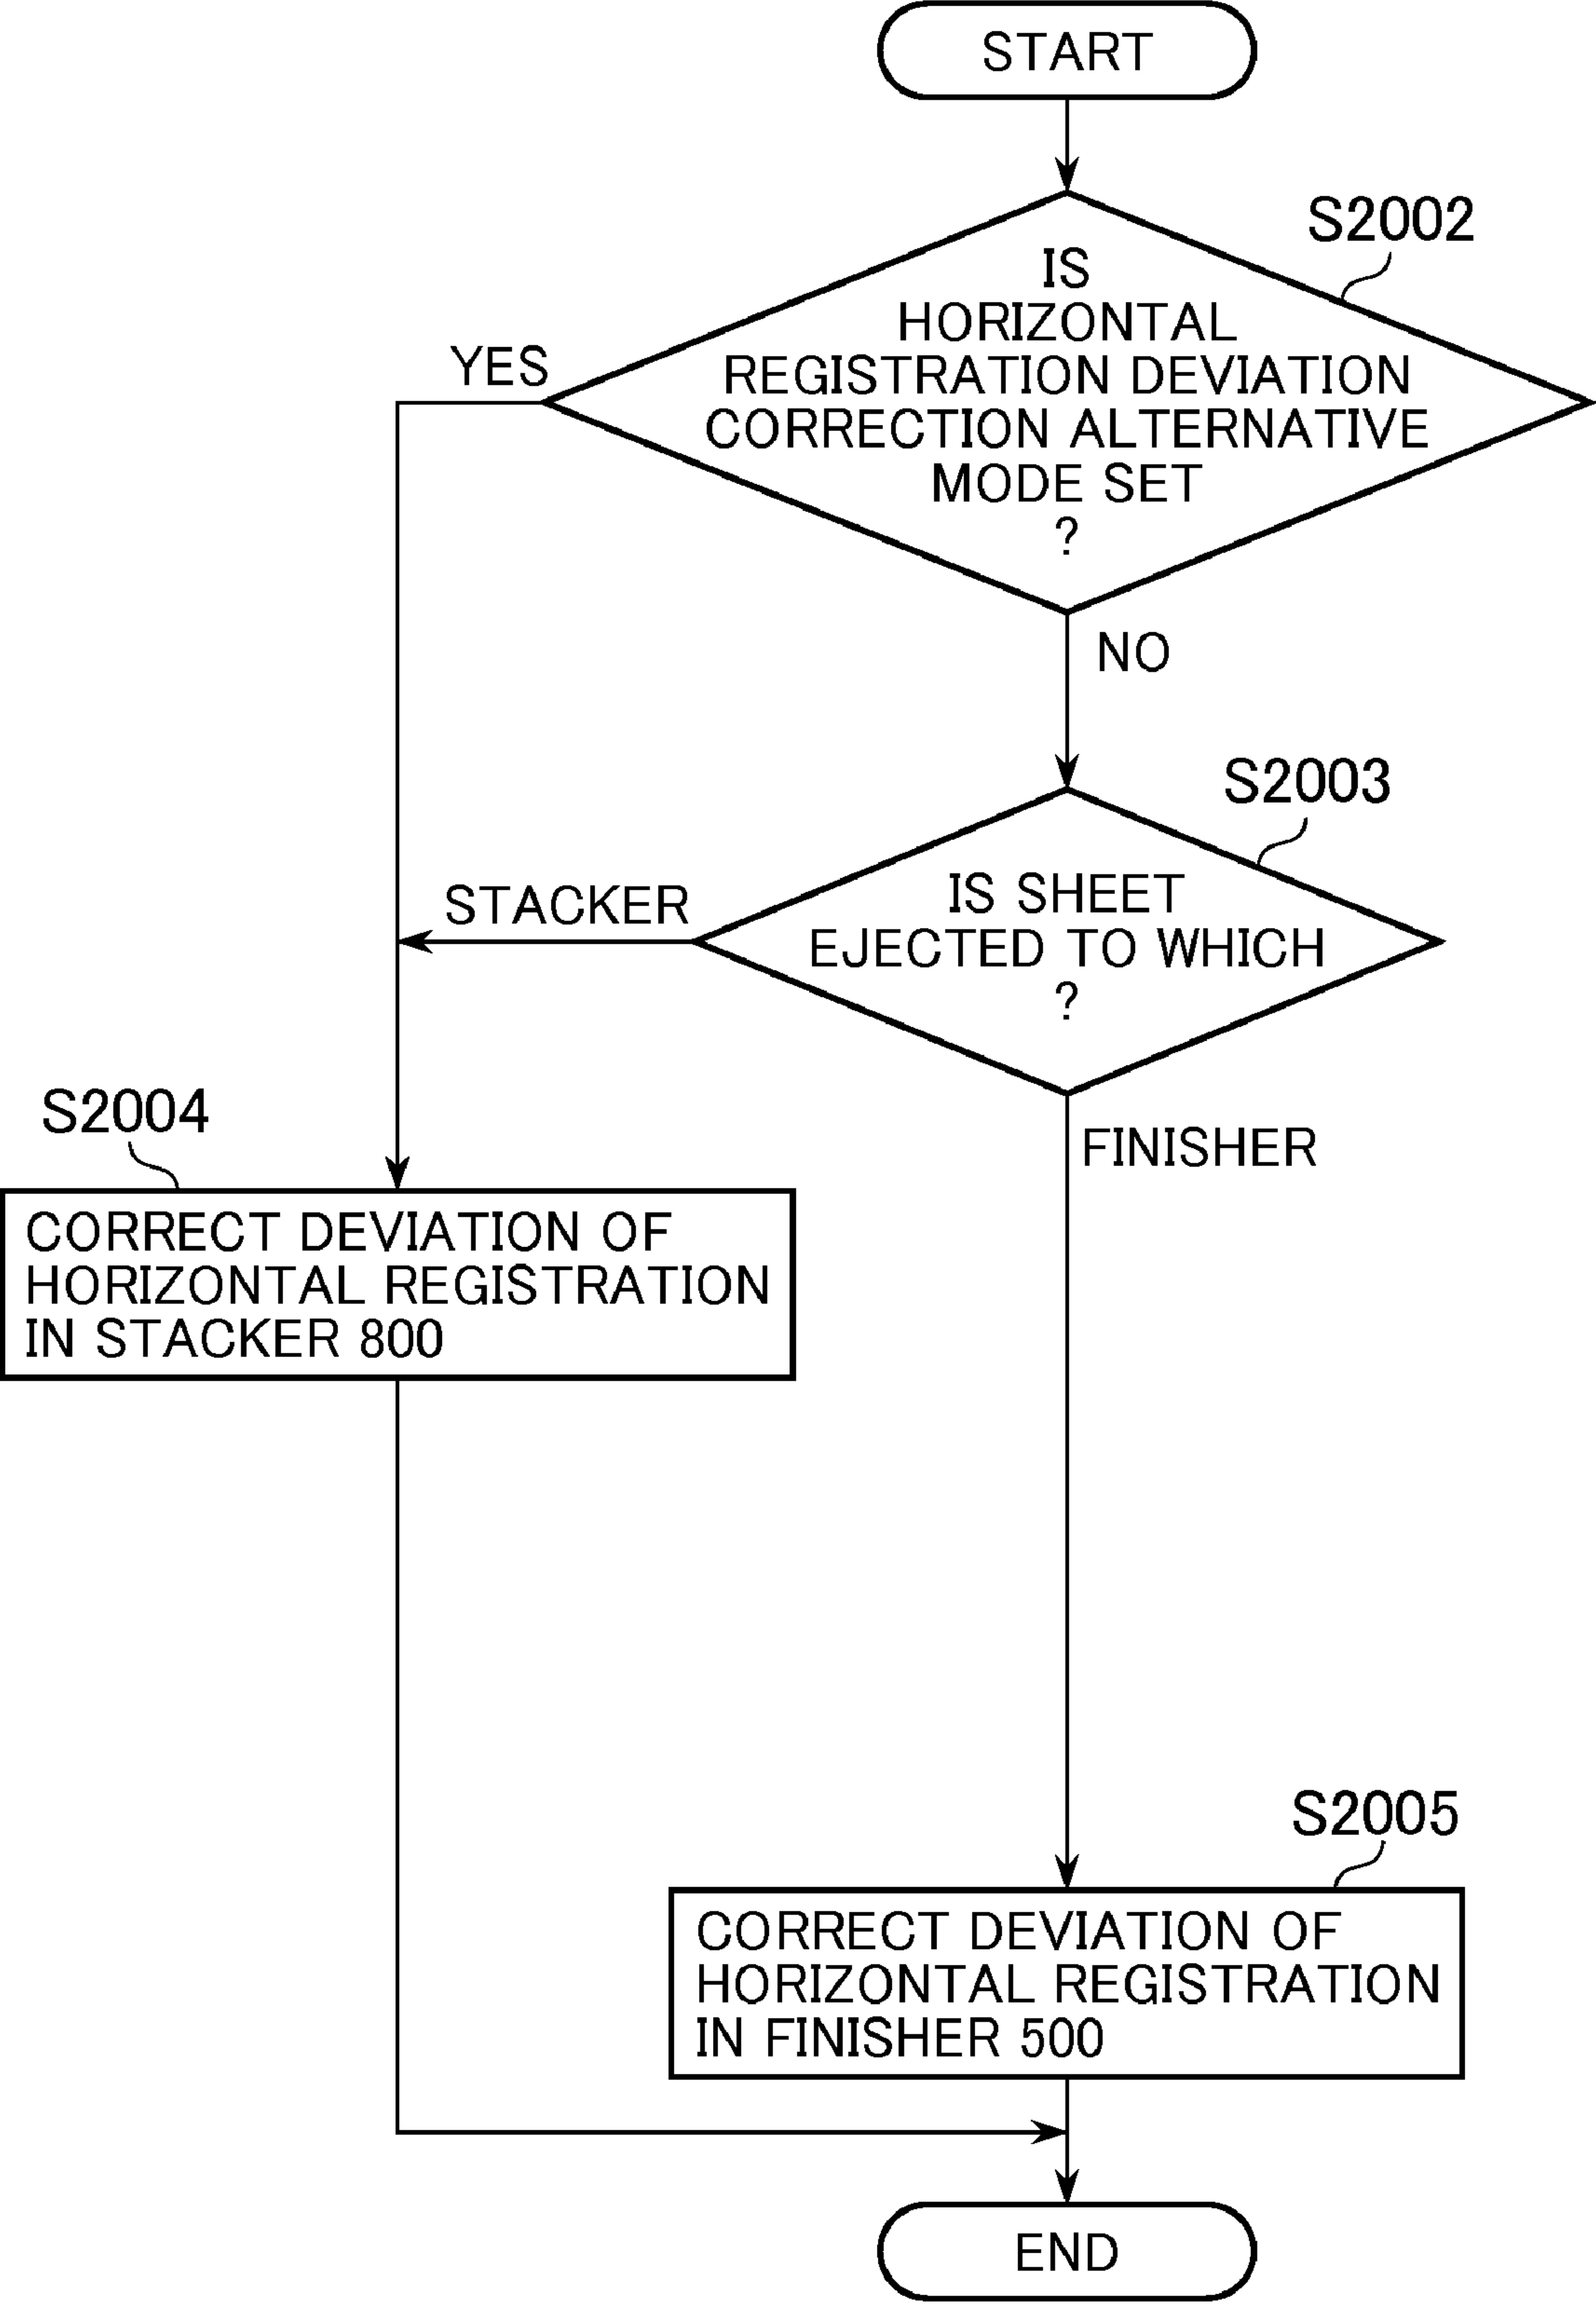 START
S2002
IS
HORIZONTAL
REGISTRATION DEVIATION
CORRECTION ALTERNATIVE
MODE SET
?
YES
NO
S2003
IS SHEET
EJECTED TO WHICH
?
STACKER
FINISHER
S2004
CORRECT DEVIATION OF
HORIZONTAL REGISTRATION
IN STACKER 800
S2005
CORRECT DEVIATION OF
HORIZONTAL REGISTRATION
IN FINISHER 500
END